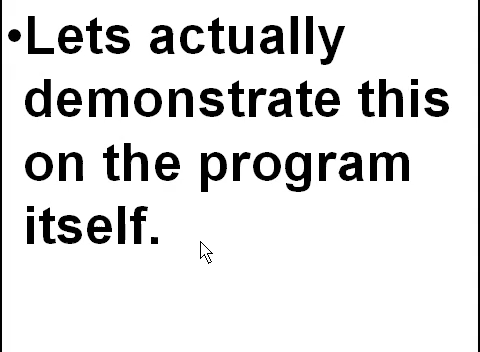 •Lets actually
demonstrate this
on the program
itself.